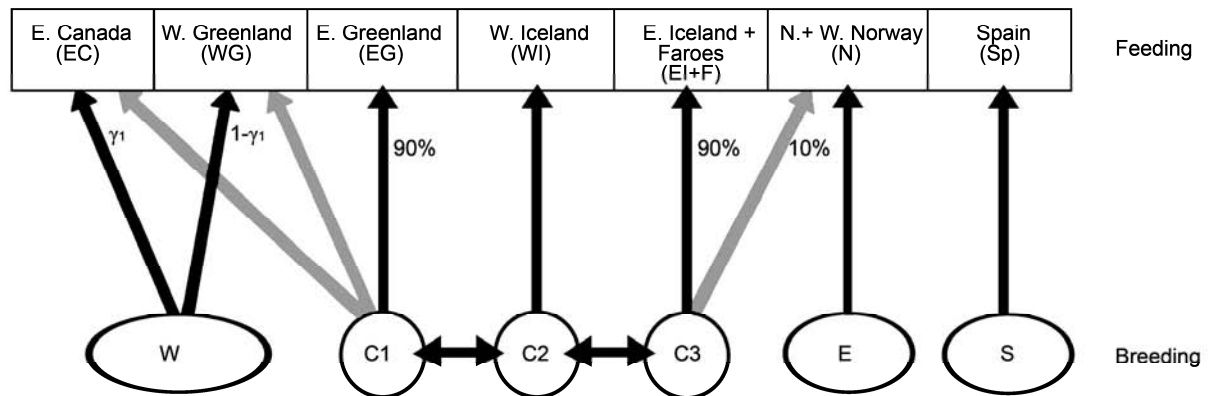 E. Canada
(EC)
W. Greenland
(WG)
E. Greenland
(EG)
W. Iceland
(WI)
E. Iceland +
Faroes
(EI+F)
N.+ W. Norway
(N)
Spain
(Sp)
Feeding
γ1
1-γ1
90%
90%
10%
W
C1
C2
C3
E
S
Breeding